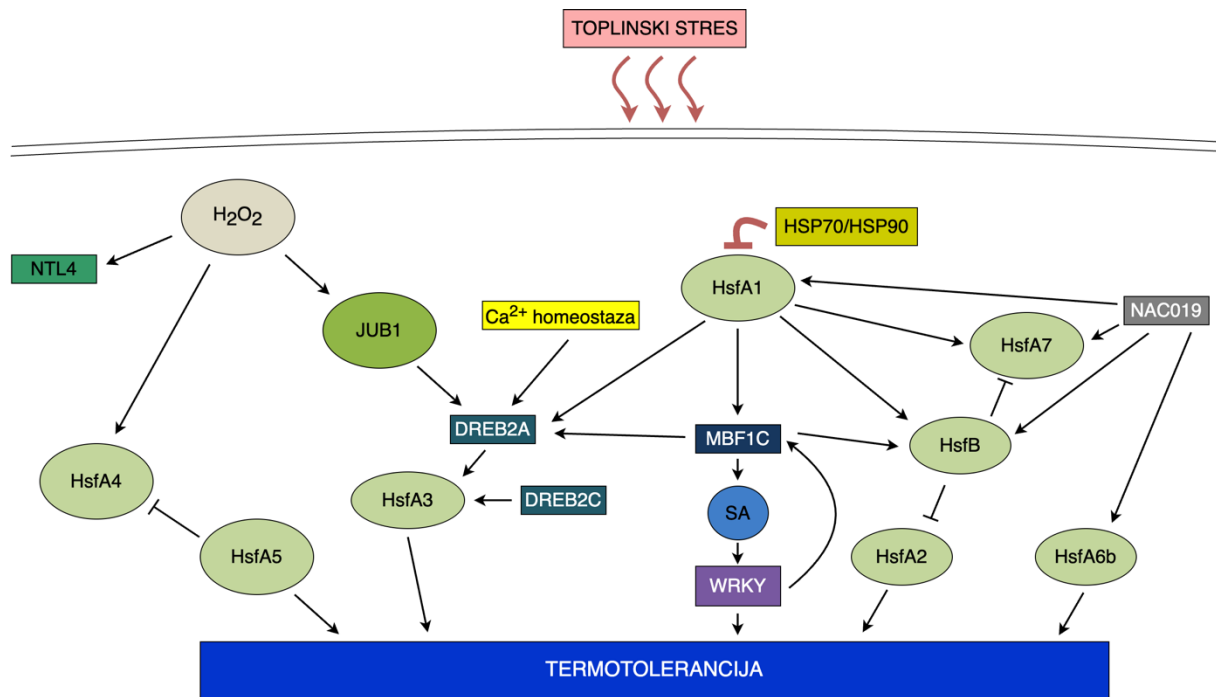 TOPLINSKI STRES
H₂O₂
HSP70/HSP90
NTL4
HsfA1
JUB1
Ca²⁺ homeostaza
NAC019
HsfA7
DREB2A
MBF1C
HsfB
HsfA4
HsfA3
DREB2C
SA
HsfA5
HsfA2
HsfA6b
WRKY
TERMOTOLERANCIJA